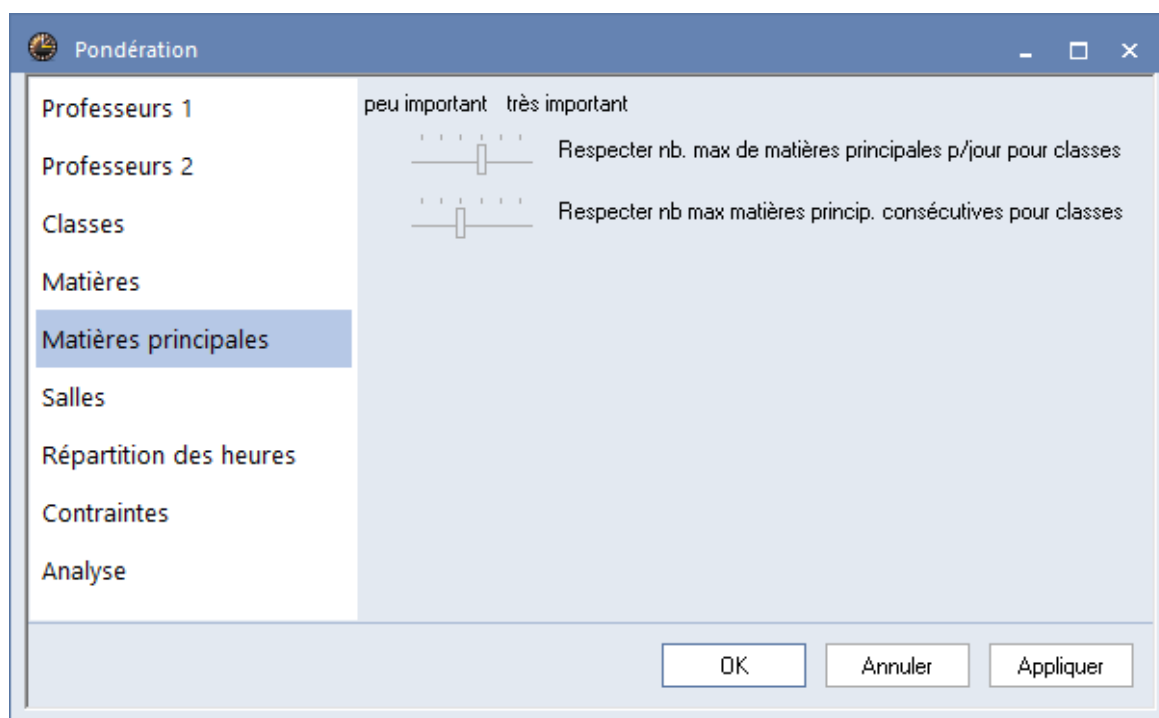 Pondération
Professeurs 1
Professeurs 2
Classes
Matières
Matières principales
Salles
Répartition des heures
Contraintes
Analyse
peu important très important
Respecter nb. max de matières principales p/jour pour classes
Respecter nb max matières princip. consécutives pour classes
OK Annuler Appliquer